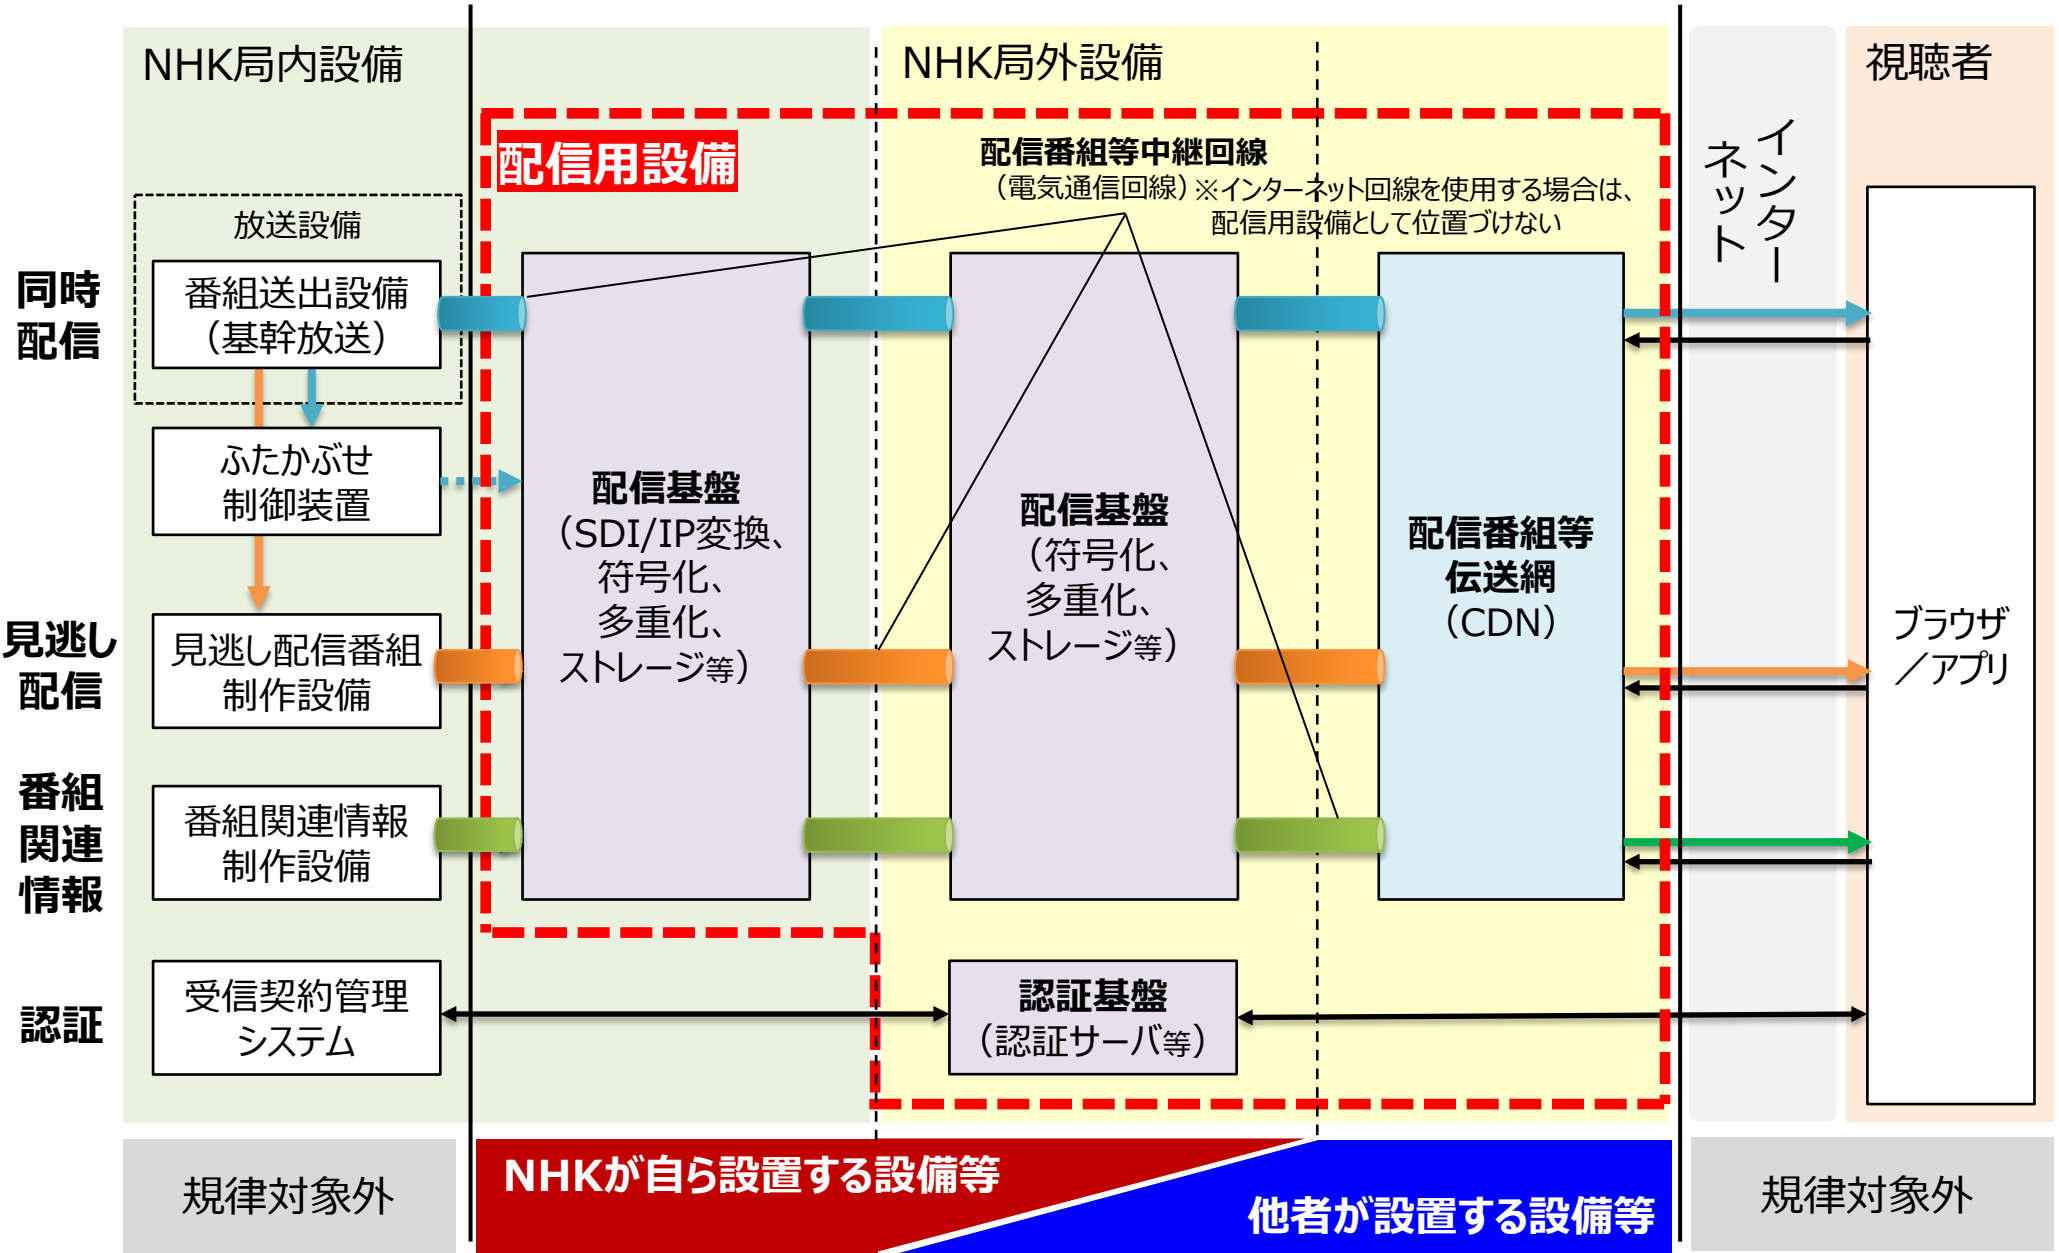 NHK局内設備
NHK局外設備
視聴者
インター
ネット
配信用設備
配信番組等中継回線
（電気通信回線）
※インターネット回線を使用する場合は、
配信用設備として位置づけない
放送設備
同時
配信
番組送出設備
（基幹放送）
ふたかぶせ
制御装置
見逃し
配信
見逃し配信番組
制作設備
番組
関連
情報
番組関連情報
制作設備
認証
受信契約管理
システム
配信基盤
（SDI/IP変換、
符号化、
多重化、
ストレージ等）
配信基盤
（符号化、
多重化、
ストレージ等）
配信番組等
伝送網
（CDN）
認証基盤
（認証サーバ等）
ブラウザ
／アプリ
規律対象外
NHKが自ら設置する設備等
他者が設置する設備等
規律対象外